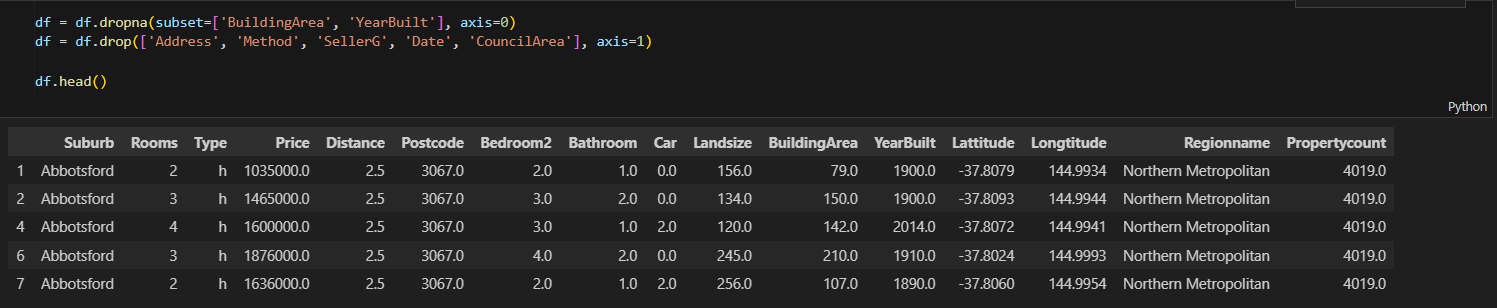 df = df.dropna(subset=['BuildingArea', 'YearBuilt'], axis=0)
df = df.drop(['Address', 'Method', 'SellerG', 'Date', 'CouncilArea'], axis=1)
df.head()
Python
Suburb Rooms Type Price Distance Postcode Bedroom2 Bathroom Car Landsize BuildingArea YearBuilt Lattitude Longtitude Regionname Propertycount
1 Abbotsford 2 h 1035000.0 2.5 3067.0 2.0 1.0 0.0 156.0 79.0 1900.0 -37.8079 144.9934 Northern Metropolitan 4019.0
2 Abbotsford 3 h 1465000.0 2.5 3067.0 3.0 2.0 0.0 134.0 150.0 1900.0 -37.8093 144.9944 Northern Metropolitan 4019.0
4 Abbotsford 4 h 1600000.0 2.5 3067.0 3.0 1.0 2.0 120.0 142.0 2014.0 -37.8072 144.9941 Northern Metropolitan 4019.0
6 Abbotsford 3 h 1876000.0 2.5 3067.0 4.0 2.0 0.0 245.0 210.0 1910.0 -37.8024 144.9993 Northern Metropolitan 4019.0
7 Abbotsford 2 h 1636000.0 2.5 3067.0 2.0 1.0 2.0 256.0 107.0 1890.0 -37.8060 144.9954 Northern Metropolitan 4019.0